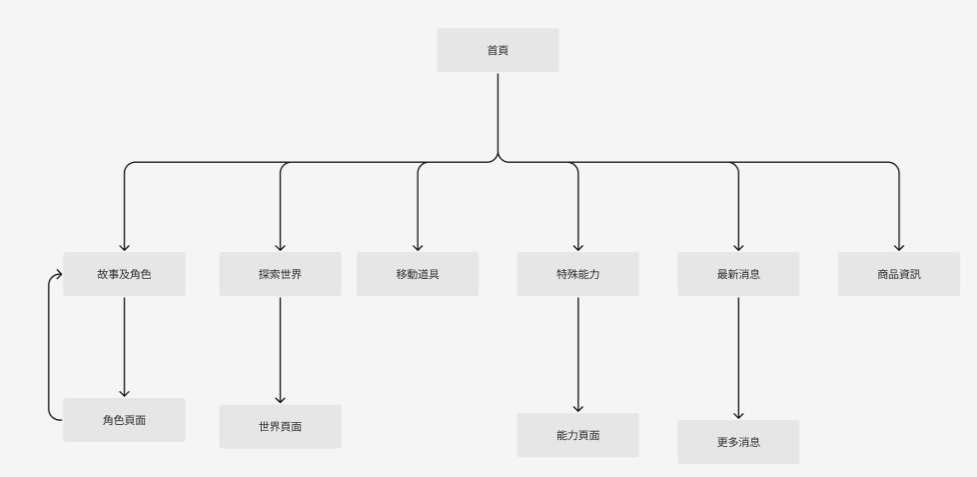 首頁
故事及角色
探索世界
移動道具
特殊能力
最新消息
商品資訊
角色頁面
世界頁面
能力頁面
更多消息